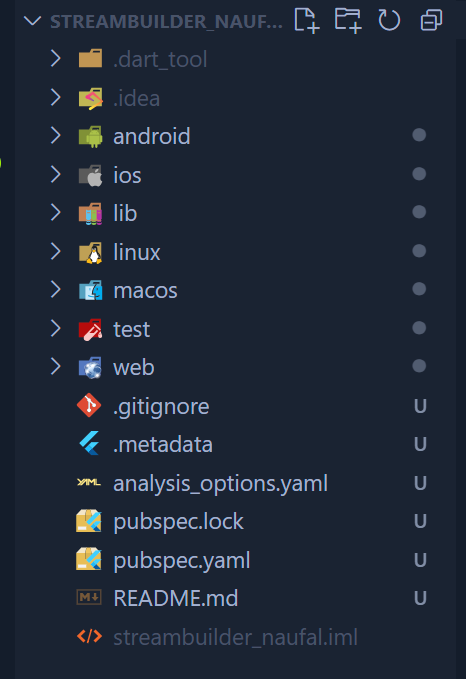 STREAMBUILDER_NAUF...
.dart_tool
.idea
android
ios
lib
linux
macos
test
web
.gitignore U
.metadata U
YAML analysis_options.yaml U
pubspec.lock U
pubspec.yaml U
M README.md U
streambuilder_naufal.iml